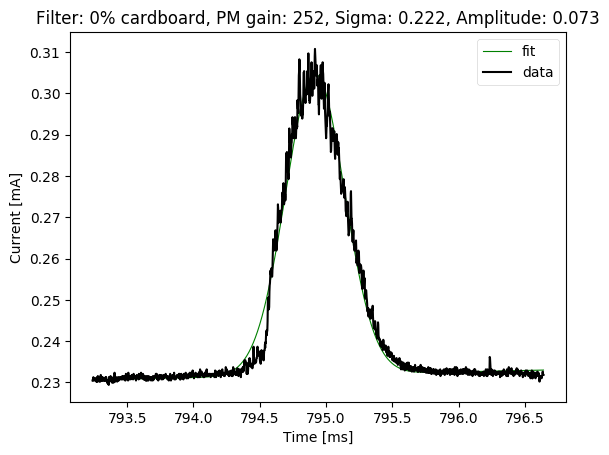 Filter: 0% cardboard, PM gain: 252, Sigma: 0.222, Amplitude: 0.073
fit
data
0.31
0.30
0.29
0.28
0.27
0.26
0.25
0.24
0.23
Current [mA]
793.5 794.0 794.5 795.0 795.5 796.0 796.5
Time [ms]